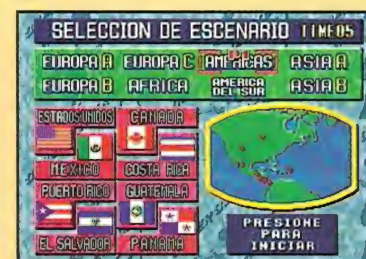 SELECCION DE ESCENARIO TIME05
EUROPA A EUROPA C AMERICAS ASIA A
EUROPA B AFRICA AMERICA DEL SUR ASIA B
ESTADOS UNIDOS CANADA
MEXICO COSTA RICA
PUERTO RICO GUATEMALA
EL SALVADOR PANAMA
PRESIONE
PARA
INICIAR